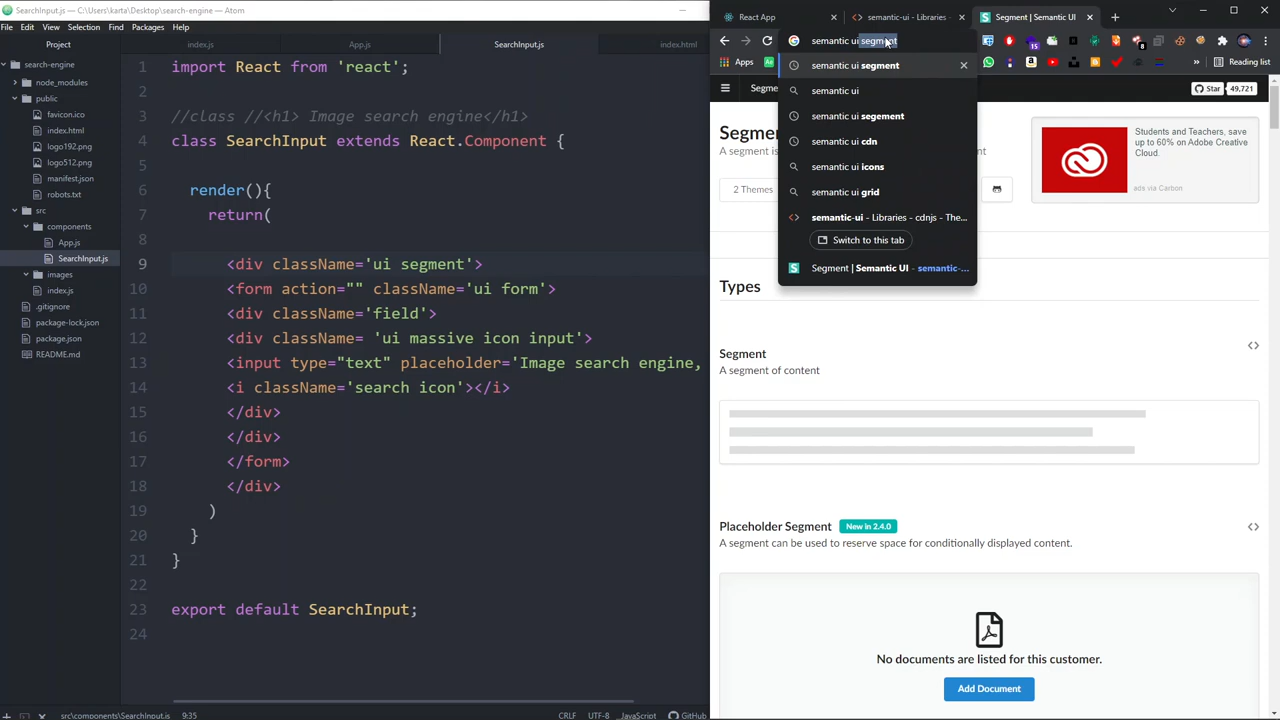 SearchInput.js — C:\Users\karta\Desktop\search-engine — Atom
File Edit View Selection Find Packages Help
Project
search-engine
node_modules
public
favicon.ico
index.html
logo192.png
logo512.png
manifest.json
robots.txt
src
components
App.js
SearchInput.js
images
index.js
.gitignore
package-lock.json
package.json
README.md
index.js App.js SearchInput.js index.html
1 import React from 'react';
2
3 //class //<h1> Image search engine</h1>
4 class SearchInput extends React.Component {
5
6 render(){
7 return(
8
9 <div className='ui segment'>
10 <form action="" className='ui form'>
11 <div className='field'>
12 <div className= 'ui massive icon input'>
13 <input type="text" placeholder='Image search engine,
14 <i className='search icon'></i>
15 </div>
16 </div>
17 </form>
18 </div>
19 )
20 }
21 }
22
23 export default SearchInput;
24
src\components\SearchInput.js 9:35 CRLF UTF-8 JavaScript GitHub
React App semantic-ui - Libraries - Segment | Semantic UI
semantic ui segment
15
Apps Reading list
semantic ui segment
semantic ui
semantic ui segement
semantic ui cdn
semantic ui icons
semantic ui grid
semantic-ui - Libraries - cdnjs - The...
Switch to this tab
Segment | Semantic UI - semantic-...
Star 49,721
2 Themes
Students and Teachers, save
up to 60% on Adobe Creative
Cloud.
ads via Carbon
Types
Segment
A segment of content
Placeholder Segment New in 2.4.0
A segment can be used to reserve space for conditionally displayed content.
No documents are listed for this customer.
Add Document